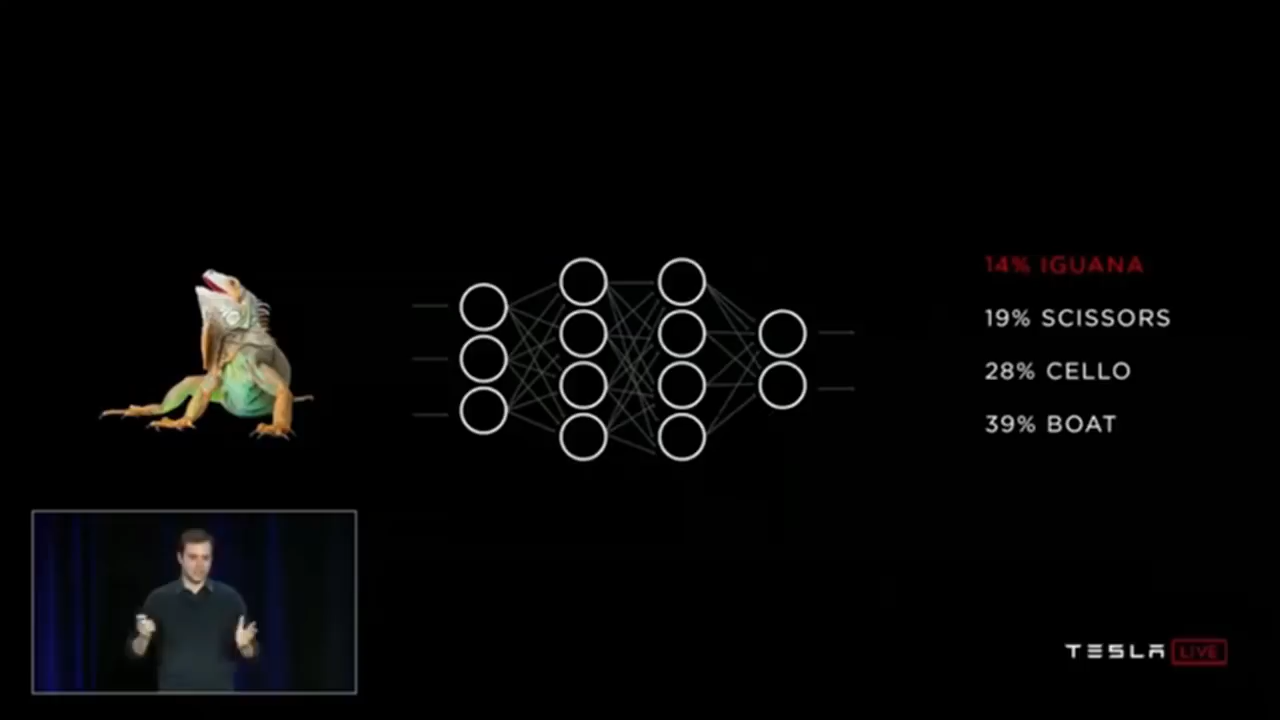 14% IGUANA
19% SCISSORS
28% CELLO
39% BOAT
TESLA LIVE